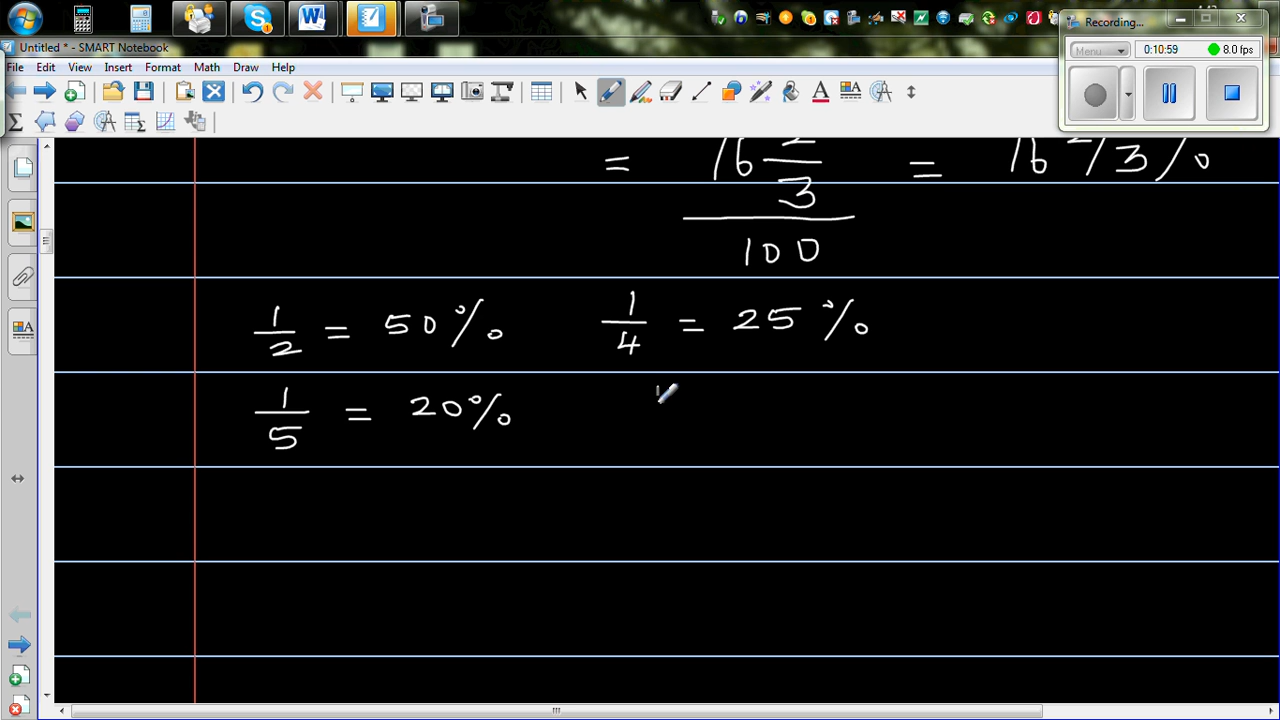 Recording...
Menu
0:10:59
8.0 fps
Untitled * - SMART Notebook
File Edit View Insert Format Math Draw Help
= 16 2/3 / 100 = 16 2/3 %
1/2 = 50% 1/4 = 25%
1/5 = 20%